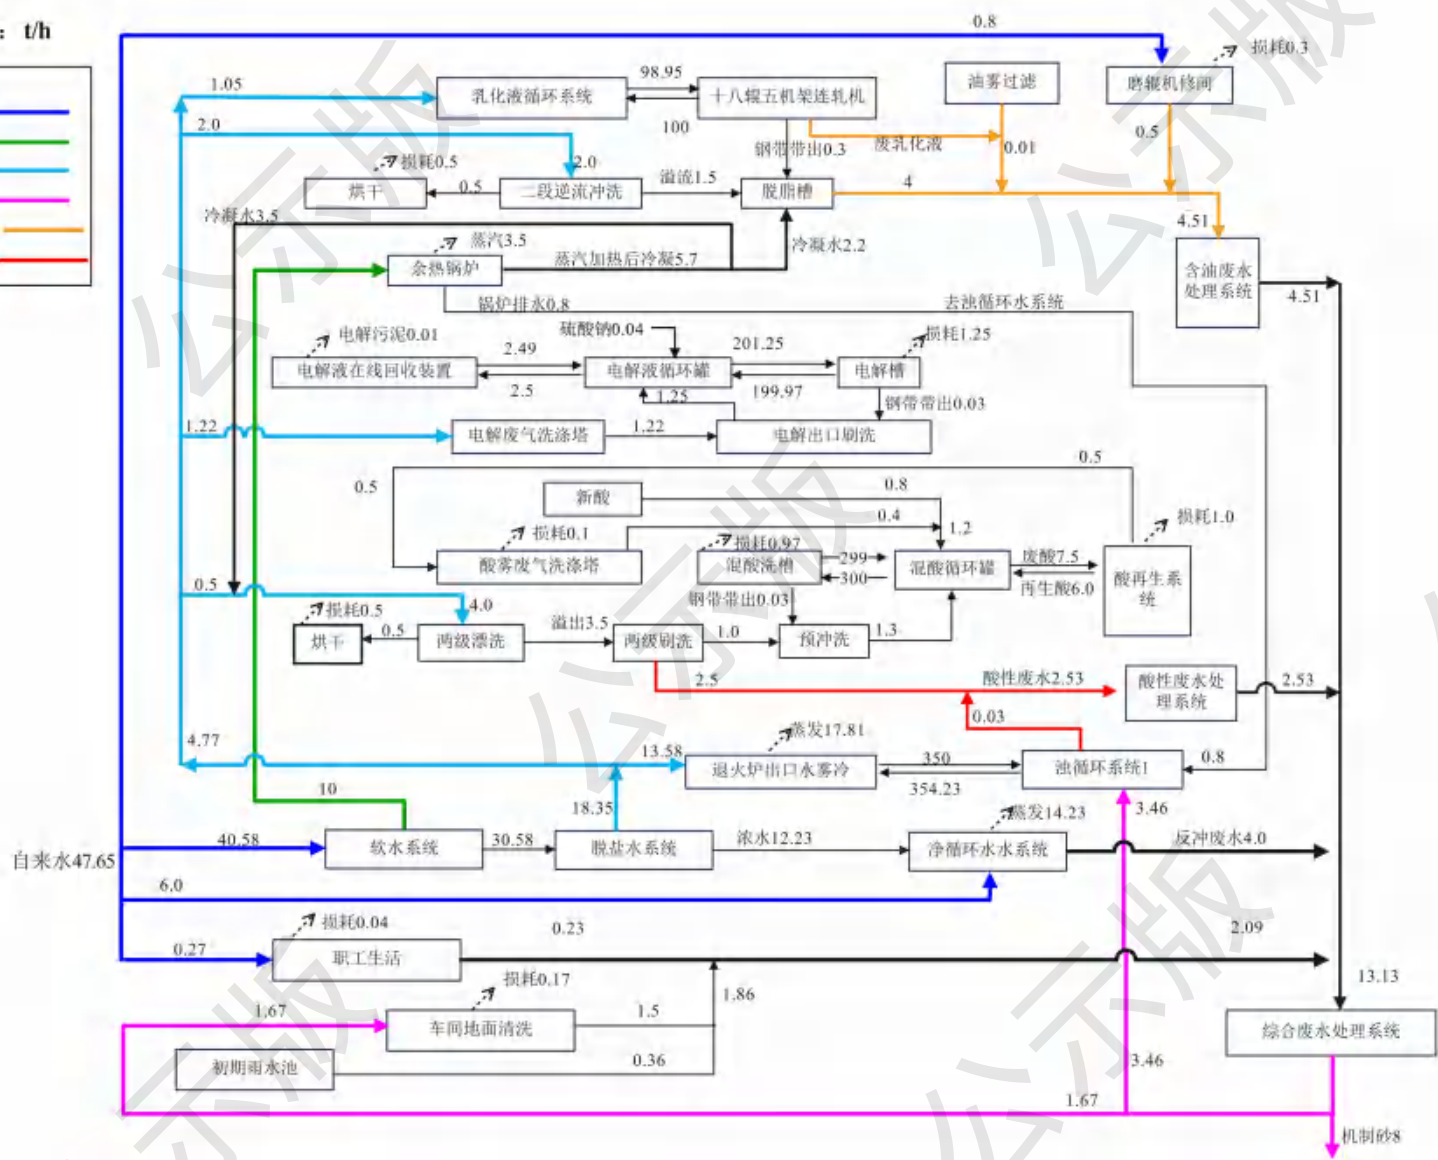 : t/h
0.8
损耗0.3
1.05
乳化液循环系统
98.95
100
十八辊五机架连轧机
油雾过滤
磨辊机修间
2.0
2.0
钢带带出0.3
废乳化液
0.01
0.5
损耗0.5
烘干
0.5
二段逆流冲洗
溢流1.5
脱脂槽
4
4.51
冷凝水3.5
蒸汽3.5
余热锅炉
蒸汽加热后冷凝5.7
冷凝水2.2
含油废水
处理系统
4.51
锅炉排水0.8
去浊循环水系统
电解污泥0.01
硫酸钠0.04
损耗1.25
电解液在线回收装置
2.49
2.5
电解液循环罐
201.25
199.97
电解槽
1.25
钢带带出0.03
1.22
电解废气洗涤塔
1.22
电解出口刷洗
0.5
0.5
新酸
0.8
0.4
1.2
损耗0.1
酸雾废气洗涤塔
损耗0.97
混酸洗槽
299
300
混酸循环罐
废酸7.5
再生酸6.0
损耗1.0
酸再生系
统
0.5
4.0
钢带带出0.03
损耗0.5
烘干
0.5
两级漂洗
溢出3.5
两级刷洗
1.0
预冲洗
1.3
2.5
酸性废水2.53
酸性废水处
理系统
2.53
0.03
4.77
13.58
蒸发17.81
退火炉出口水雾冷
350
354.23
浊循环系统1
0.8
10
18.35
3.46
蒸发14.23
自来水47.65
40.58
软水系统
30.58
脱盐水系统
浓水12.23
净循环水水系统
反冲废水4.0
6.0
0.27
损耗0.04
职工生活
0.23
2.09
13.13
损耗0.17
1.67
车间地面清洗
1.5
1.86
综合废水处理系统
初期雨水池
0.36
3.46
1.67
机制砂8
公示版
公示版
公示版
公示版
公示版